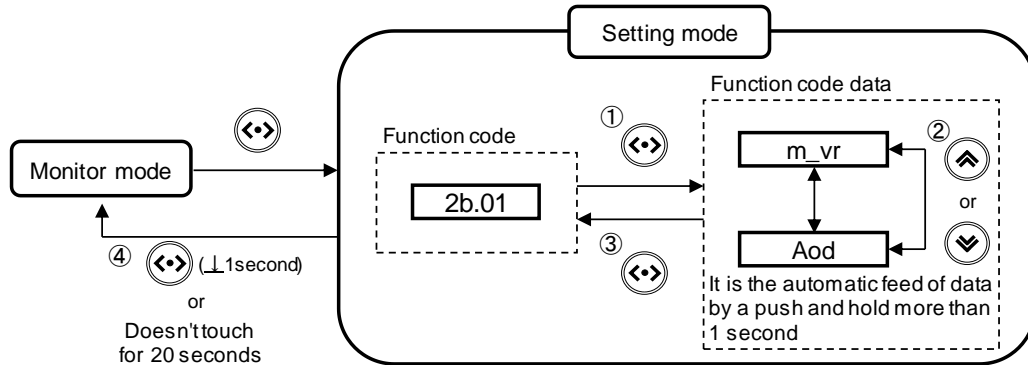 Setting mode
Function code data
①
Function code
②
m_vr
Monitor mode
2b.01
or
④
(↓1second)
③
Aod
or
It is the automatic feed of data
by a push and hold more than
1 second
Doesn't touch
for 20 seconds